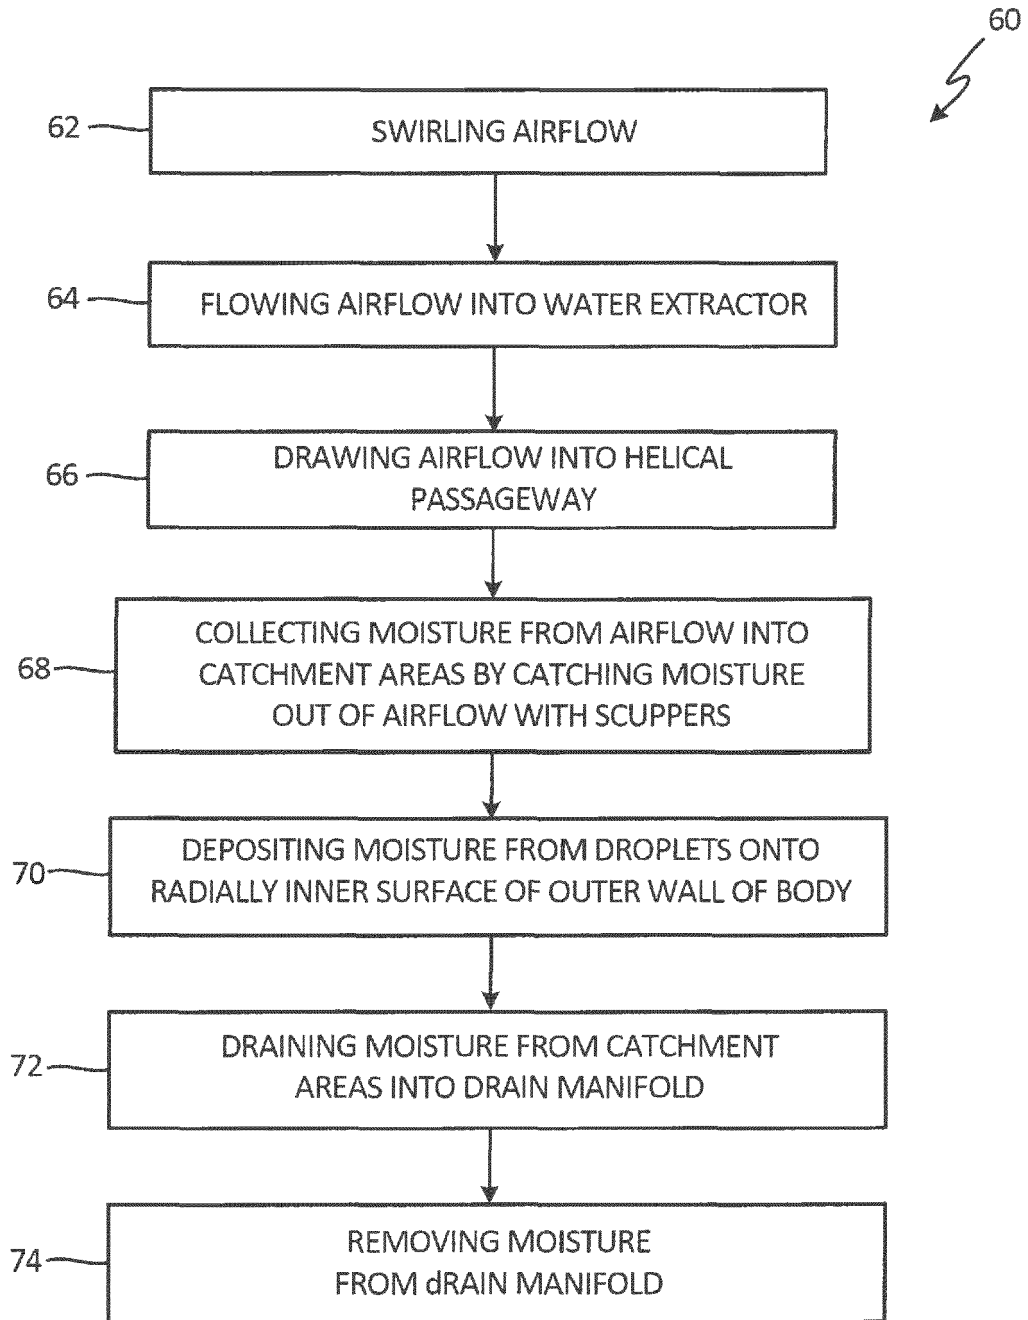 60
62
SWIRLING AIRFLOW
64
FLOWING AIRFLOW INTO WATER EXTRACTOR
66
DRAWING AIRFLOW INTO HELICAL
PASSAGEWAY
68
COLLECTING MOISTURE FROM AIRFLOW INTO
CATCHMENT AREAS BY CATCHING MOISTURE
OUT OF AIRFLOW WITH SCUPPERS
70
DEPOSITING MOISTURE FROM DROPLETS ONTO
RADIALLY INNER SURFACE OF OUTER WALL OF BODY
72
DRAINING MOISTURE FROM CATCHMENT
AREAS INTO DRAIN MANIFOLD
74
REMOVING MOISTURE
FROM dRAIN MANIFOLD